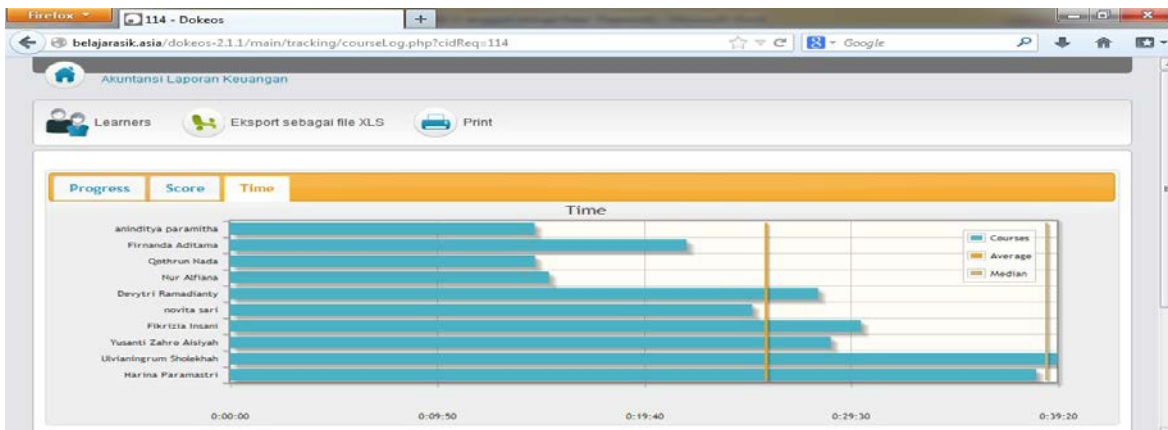 Firefox
114 - Dokeos
belajarasik.asia/dokeos-2.1.1/main/tracking/courseLog.php?cidReq=114
Google
Akuntansi Laporan Keuangan
Learners Eksport sebagai file XLS Print
Progress Score Time
Time
aninditya paramitha
Firnanda Aditama
Qothrun Nada
Nur Alfiana
Devytri Ramadianty
novita sari
Fikrizia Insani
Yusanti Zahro Aisiyah
Ulvianingrum Sholekhah
Harina Paramastri
Courses
Average
Median
0:00:00 0:09:50 0:19:40 0:29:30 0:39:20